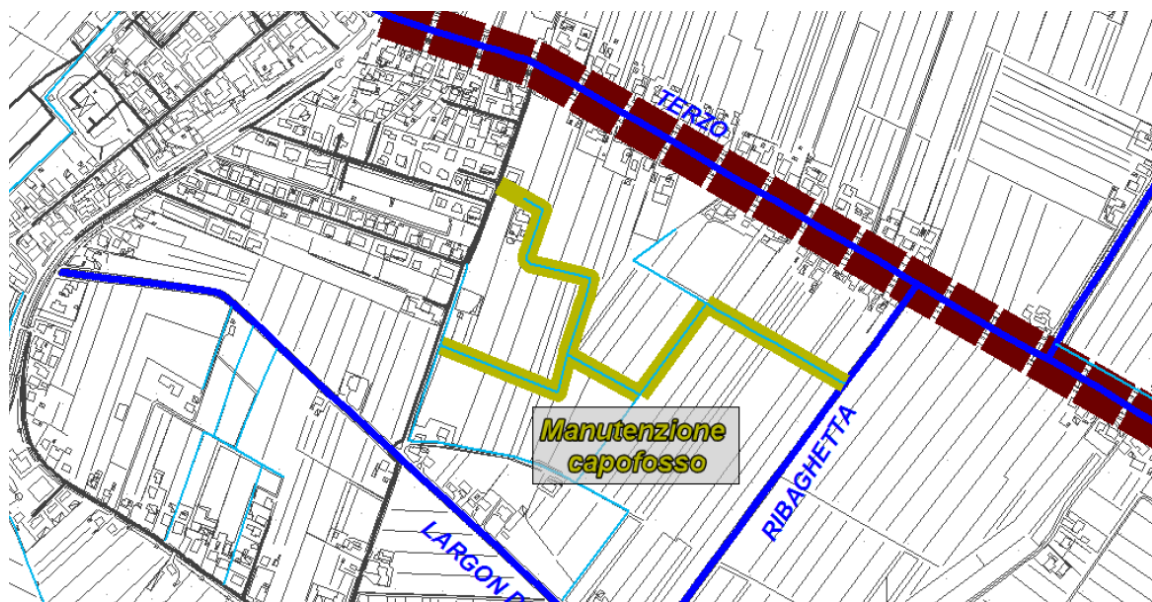 TERZO
Manutenzione
capofosso
RIBAGHETTA
LARGON D